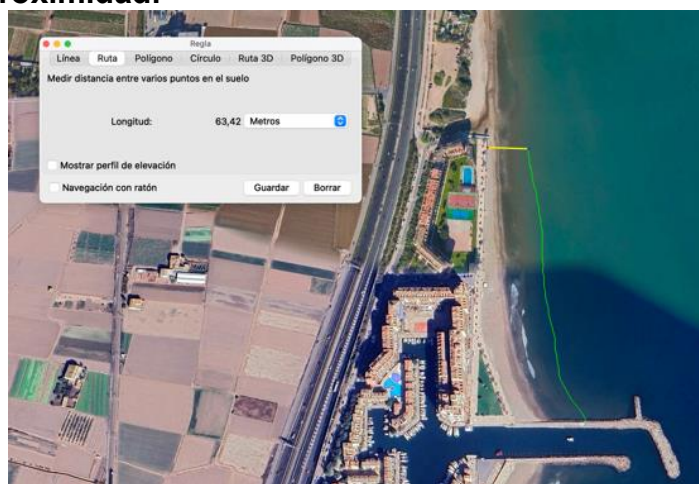 roximidad.
Regla
Línea Ruta Polígono Círculo Ruta 3D Polígono 3D
Medir distancia entre varios puntos en el suelo
Longitud: 63,42 Metros
Mostrar perfil de elevación
Navegación con ratón Guardar Borrar